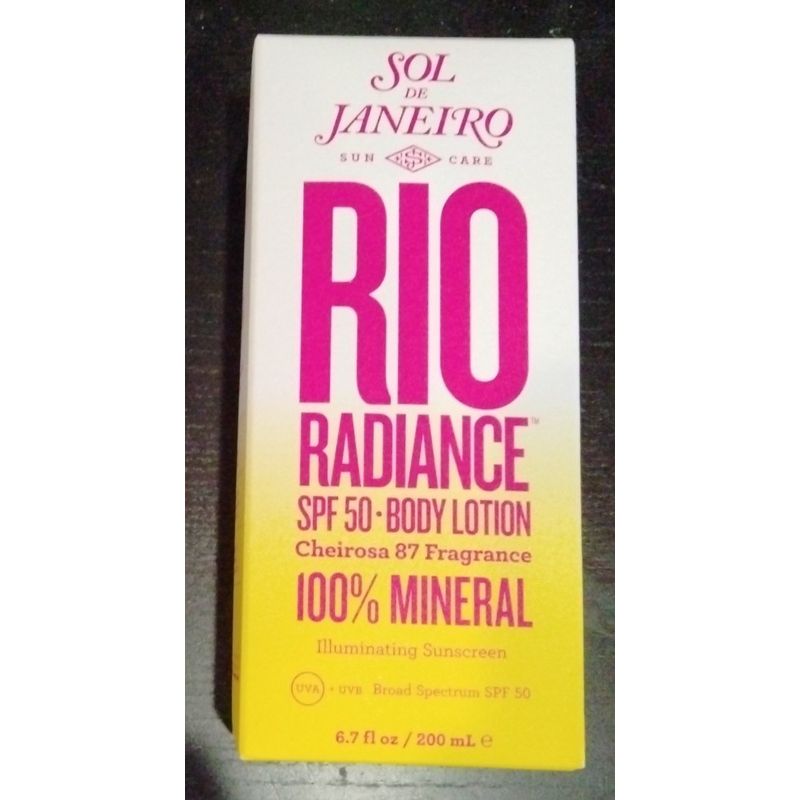 SOL
DE
JANEIRO
SUN S CARE
RIO
RADIANCE™
SPF 50 · BODY LOTION
Cheirosa 87 Fragrance
100% MINERAL
Illuminating Sunscreen
UVA + UVB Broad Spectrum SPF 50
6.7 fl oz / 200 mL ℮